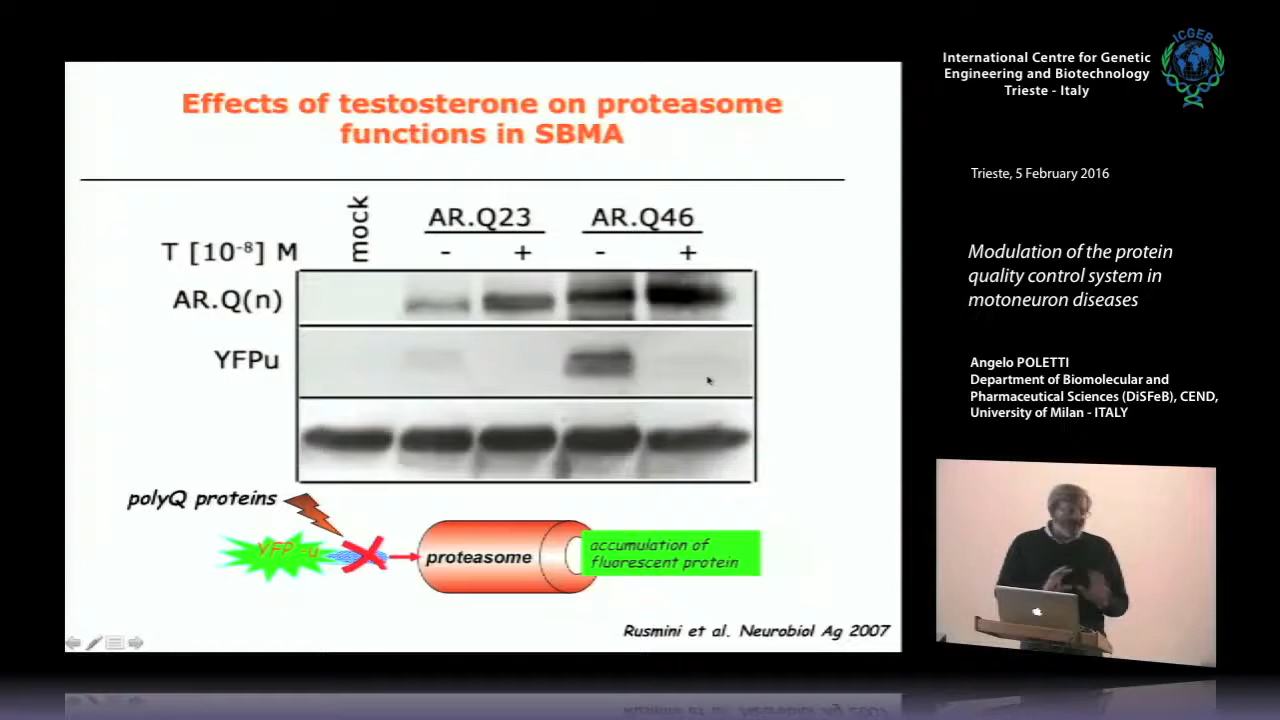 Effects of testosterone on proteasome
functions in SBMA
mock
AR.Q23
AR.Q46
T [10⁻⁸] M
-
+
-
+
AR.Q(n)
YFPu
polyQ proteins
YFP-u
proteasome
accumulation of
fluorescent protein
Rusmini et al. Neurobiol Ag 2007
International Centre for Genetic
Engineering and Biotechnology
Trieste - Italy
ICGEB
Trieste, 5 February 2016
Modulation of the protein
quality control system in
motoneuron diseases
Angelo POLETTI
Department of Biomolecular and
Pharmaceutical Sciences (DiSFeB), CEND,
University of Milan - ITALY